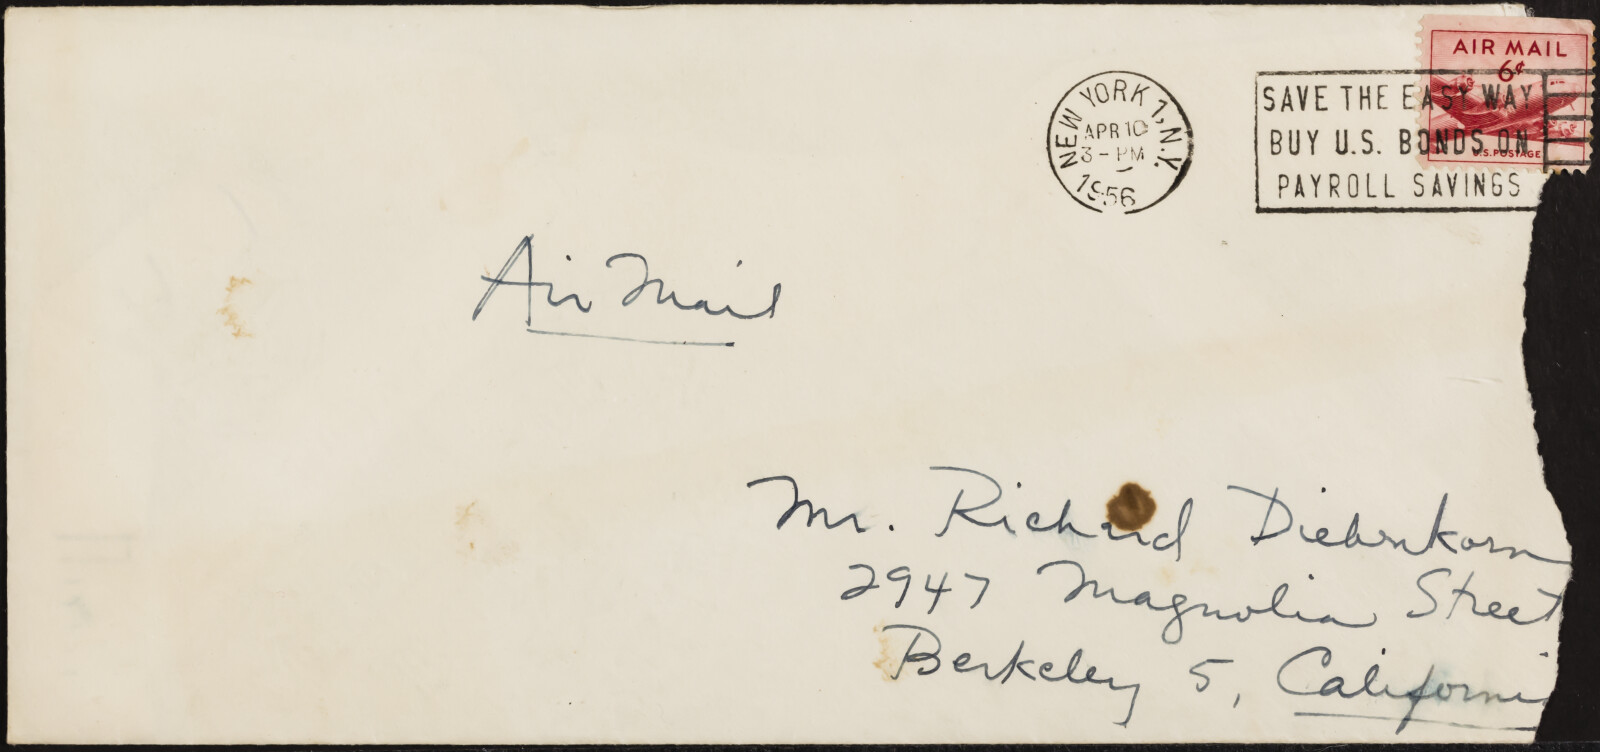 AIR MAIL
6¢
U.S. POSTAGE
NEW YORK 1, N.Y.
APR 10
3 - PM
1956
SAVE THE EASY WAY
BUY U.S. BONDS ON
PAYROLL SAVINGS
Air Mail
Mr. Richard Diebenkorn
2947 Magnolia Street
Berkeley 5, Californi